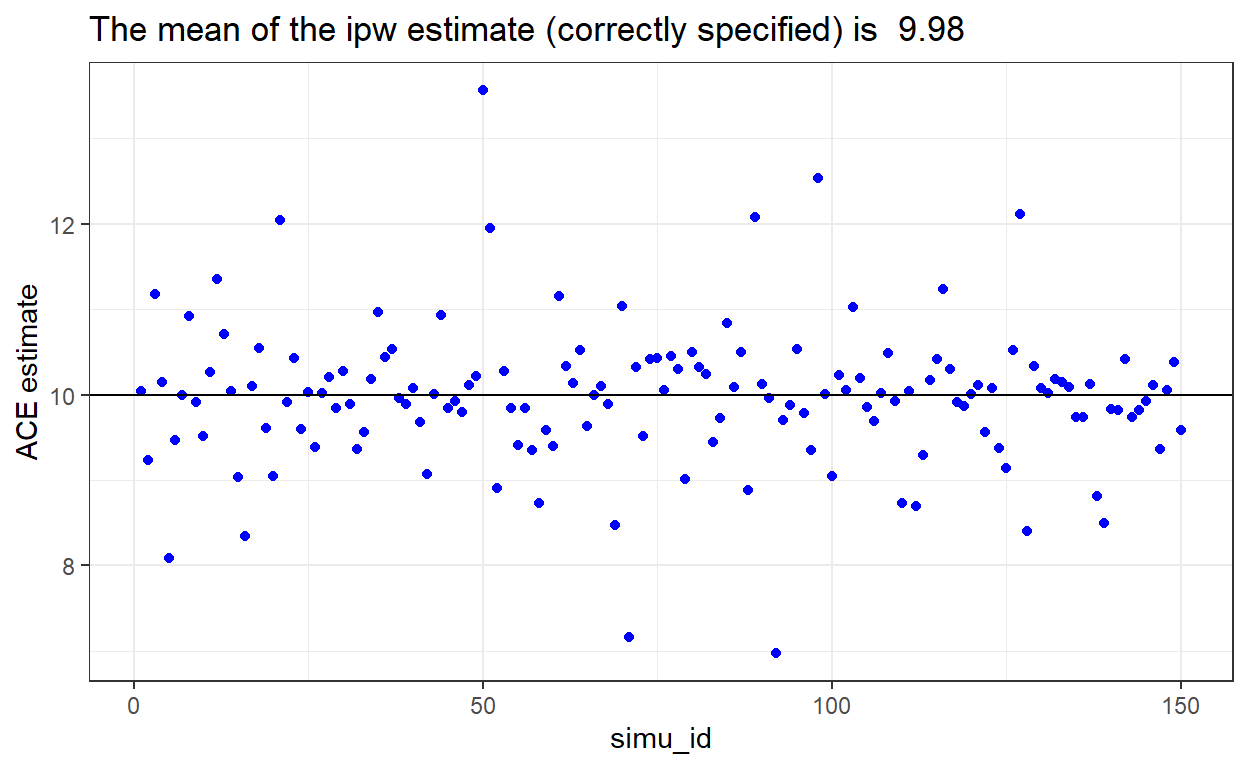 The mean of the ipw estimate (correctly specified) is  9.98
12
10
8
ACE estimate
0
50
100
150
simu_id